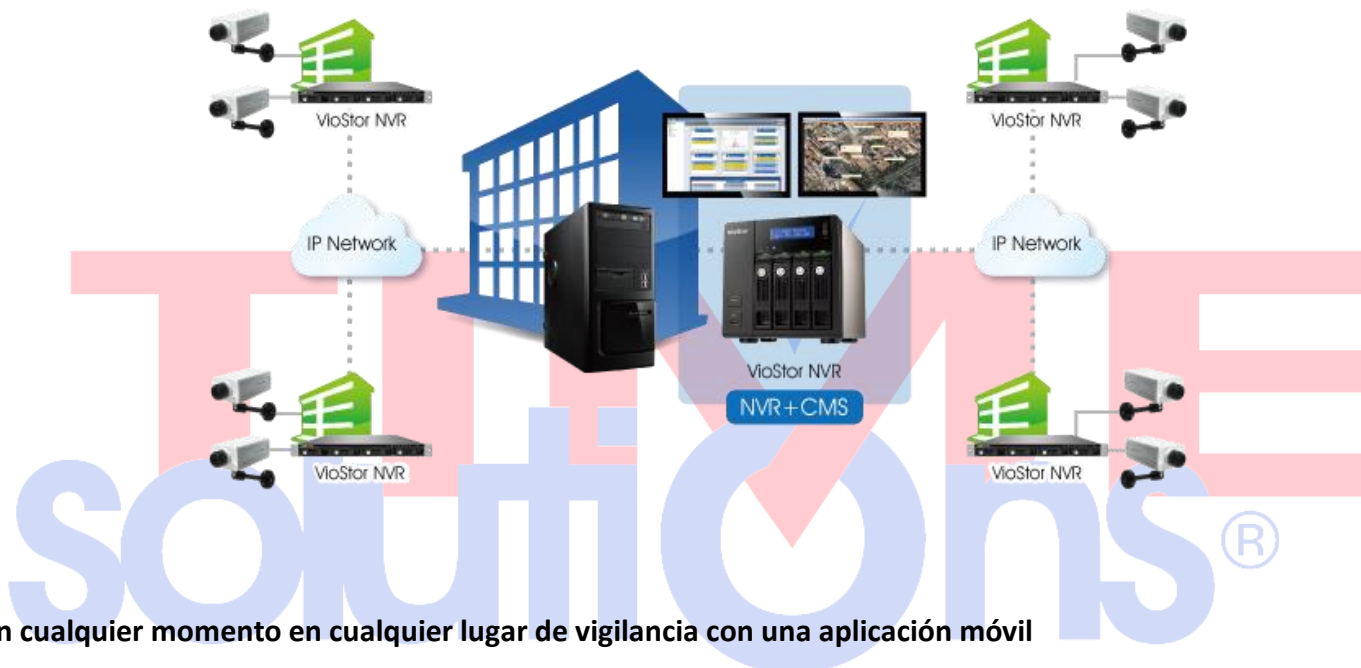 VioStor NVR
VioStor NVR
IP Network
IP Network
VioStor NVR
NVR+CMS
VioStor NVR
VioStor NVR
TIME
solutions®
n cualquier momento en cualquier lugar de vigilancia con una aplicación móvil